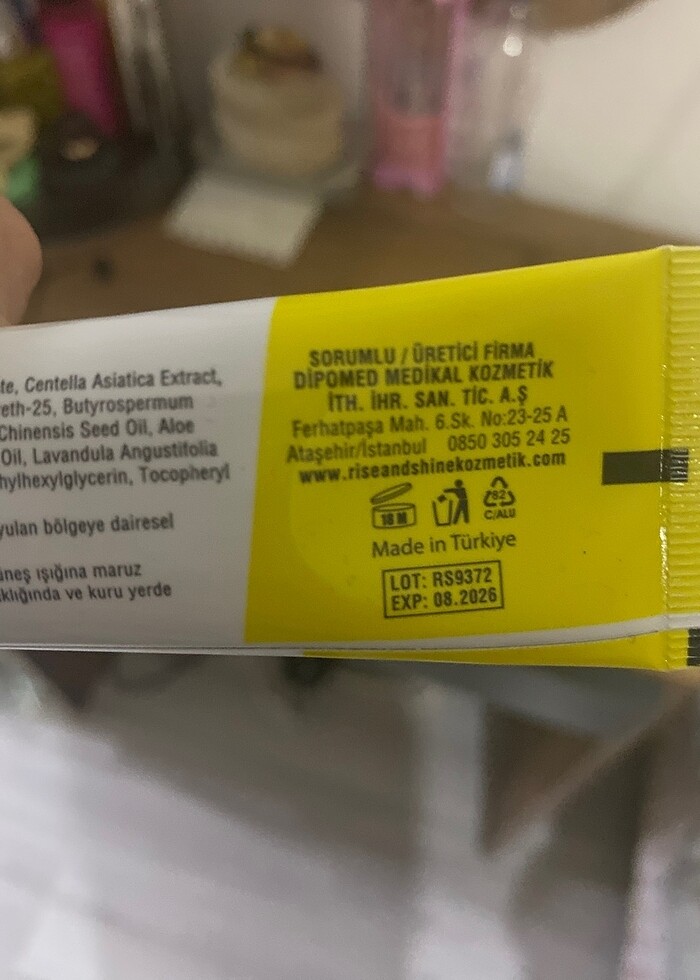 te, Centella Asiatica Extract,
eth-25, Butyrospermum
Chinensis Seed Oil, Aloe
Oil, Lavandula Angustifolia
hylhexylglycerin, Tocopheryl
yulan bölgeye dairesel
üneş ışığına maruz
aklığında ve kuru yerde
SORUMLU / ÜRETİCİ FİRMA
DİPOMED MEDİKAL KOZMETİK
İTH. İHR. SAN. TİC. A.Ş
Ferhatpaşa Mah. 6.Sk. No:23-25 A
Ataşehir/İstanbul 0850 305 24 25
www.riseandshinekozmetik.com
18 M
82
C/ALU
Made in Türkiye
LOT: RS9372
EXP: 08.2026